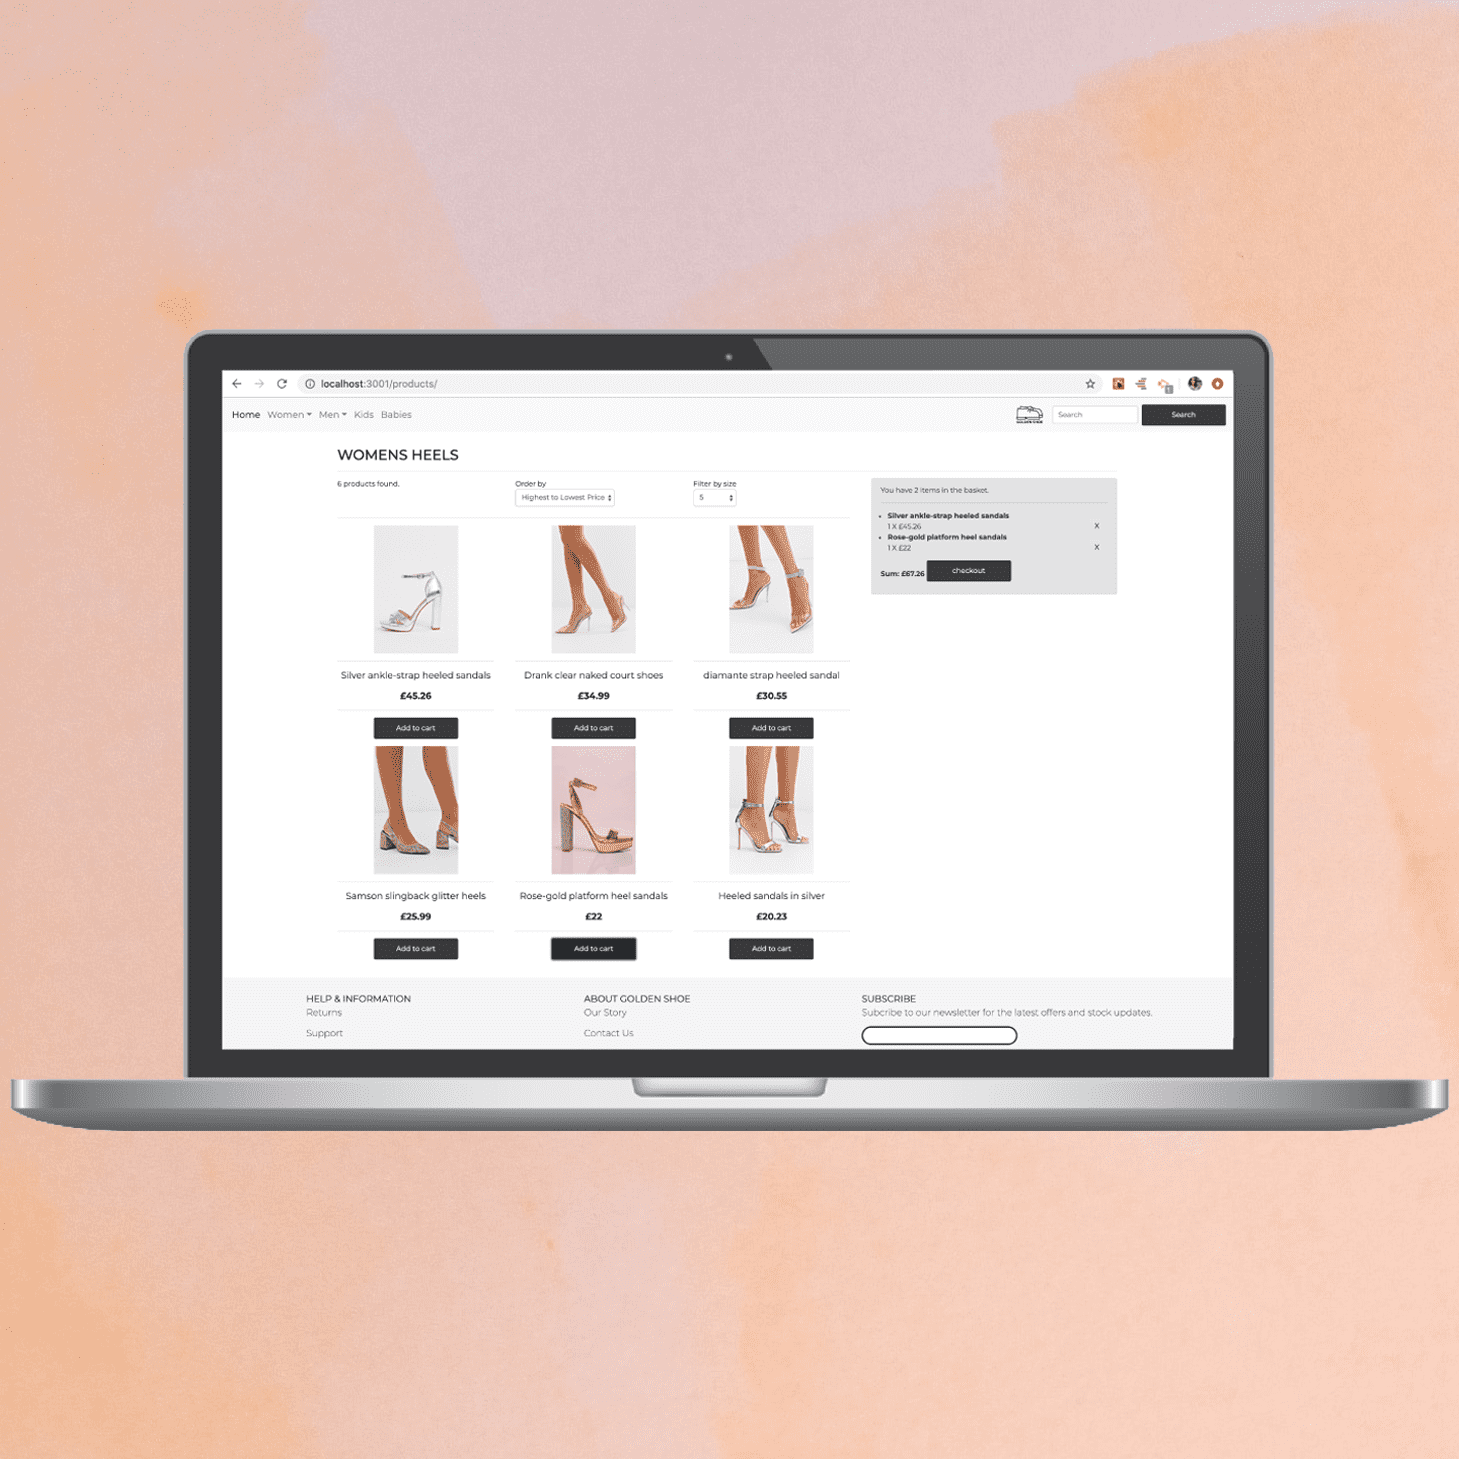 localhost:3001/products/
Home Women Men Kids Babies
GOLDEN SHOE
Search
Search
WOMENS HEELS
6 products found.
Order by
Highest to Lowest Price
Filter by size
5
You have 2 items in the basket.
Silver ankle-strap heeled sandals
1 X £45.26 X
Rose-gold platform heel sandals
1 X £22 X
Sum: £67.26 checkout
Silver ankle-strap heeled sandals
£45.26
Add to cart
Drank clear naked court shoes
£34.99
Add to cart
diamante strap heeled sandal
£30.55
Add to cart
Samson slingback glitter heels
£25.99
Add to cart
Rose-gold platform heel sandals
£22
Add to cart
Heeled sandals in silver
£20.23
Add to cart
HELP & INFORMATION
Returns
Support
ABOUT GOLDEN SHOE
Our Story
Contact Us
SUBSCRIBE
Subcribe to our newsletter for the latest offers and stock updates.